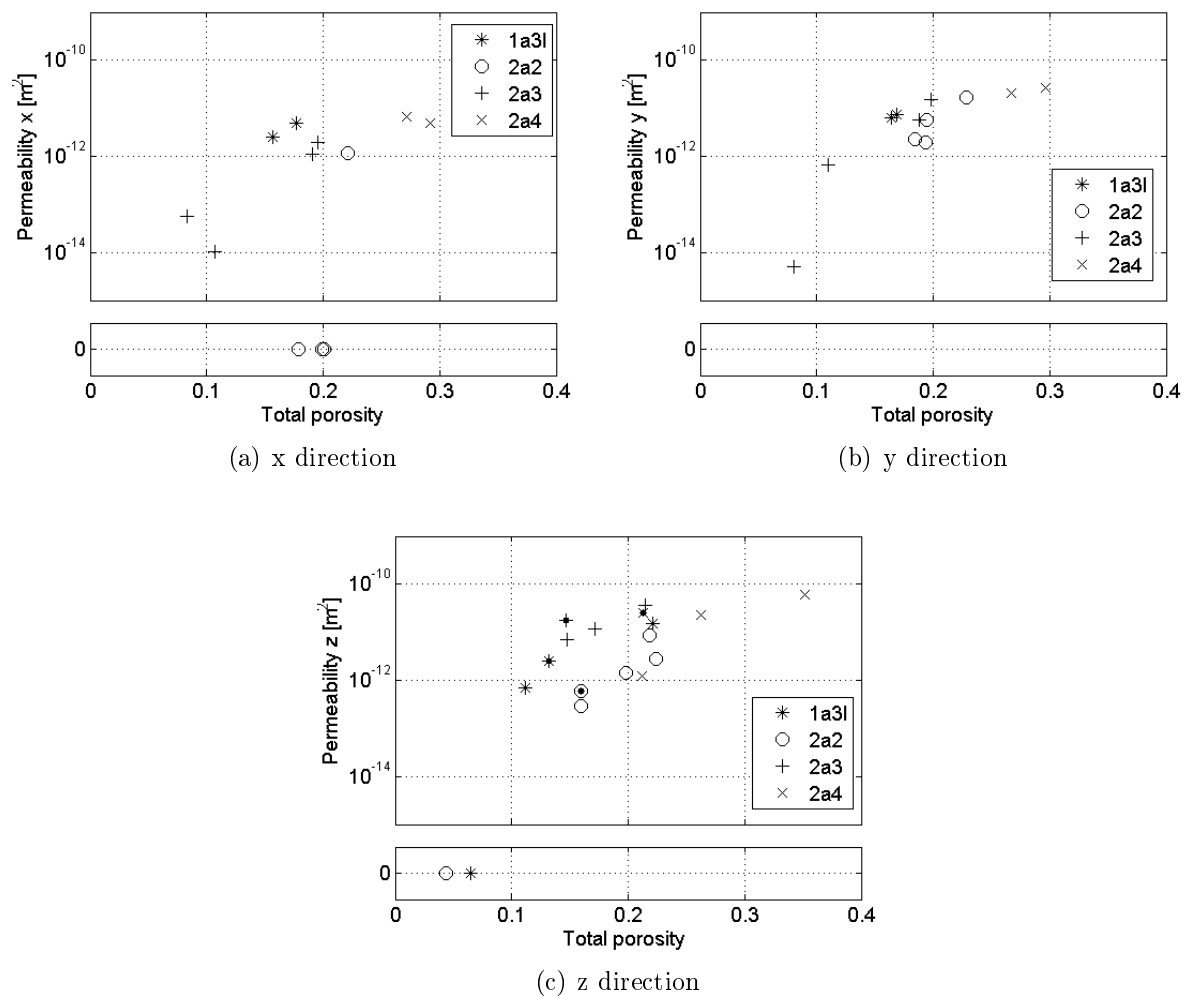 Permeability x [m²]
10⁻¹⁰
10⁻¹²
10⁻¹⁴
1a3l
2a2
2a3
2a4
0
0 0.1 0.2 0.3 0.4
Total porosity
(a) x direction
Permeability y [m²]
10⁻¹⁰
10⁻¹²
10⁻¹⁴
1a3l
2a2
2a3
2a4
0
0 0.1 0.2 0.3 0.4
Total porosity
(b) y direction
Permeability z [m²]
10⁻¹⁰
10⁻¹²
10⁻¹⁴
1a3l
2a2
2a3
2a4
0
0 0.1 0.2 0.3 0.4
Total porosity
(c) z direction